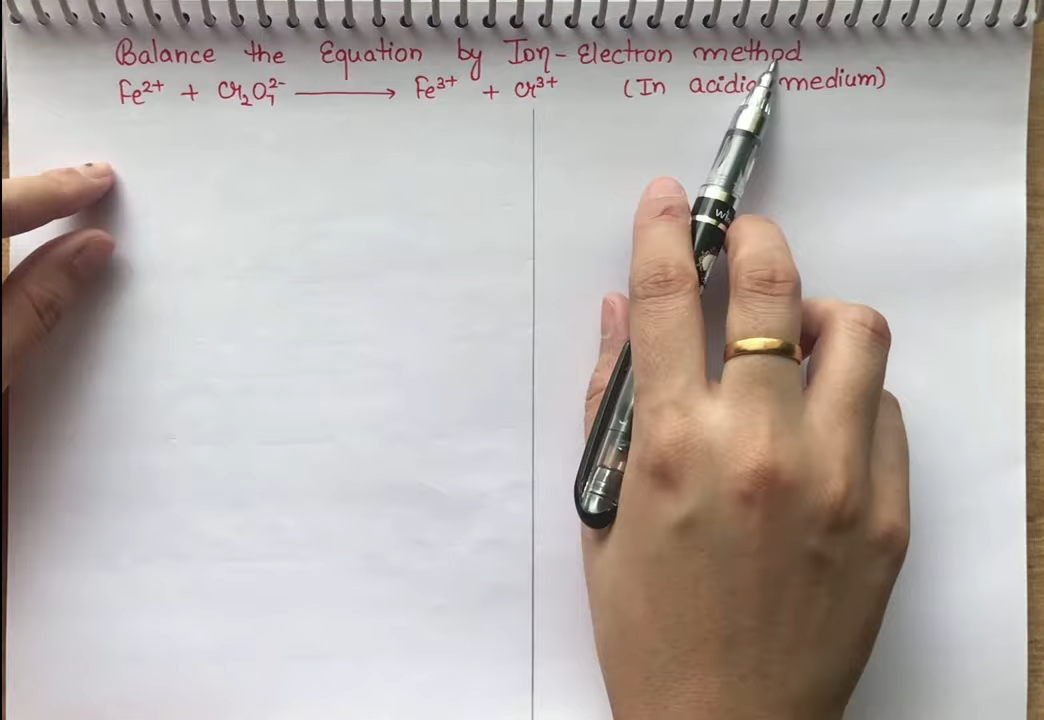 Balance the Equation by Ion-Electron method
Fe²⁺ + Cr₂O₇²⁻ ⟶ Fe³⁺ + Cr³⁺ (In acidic medium)